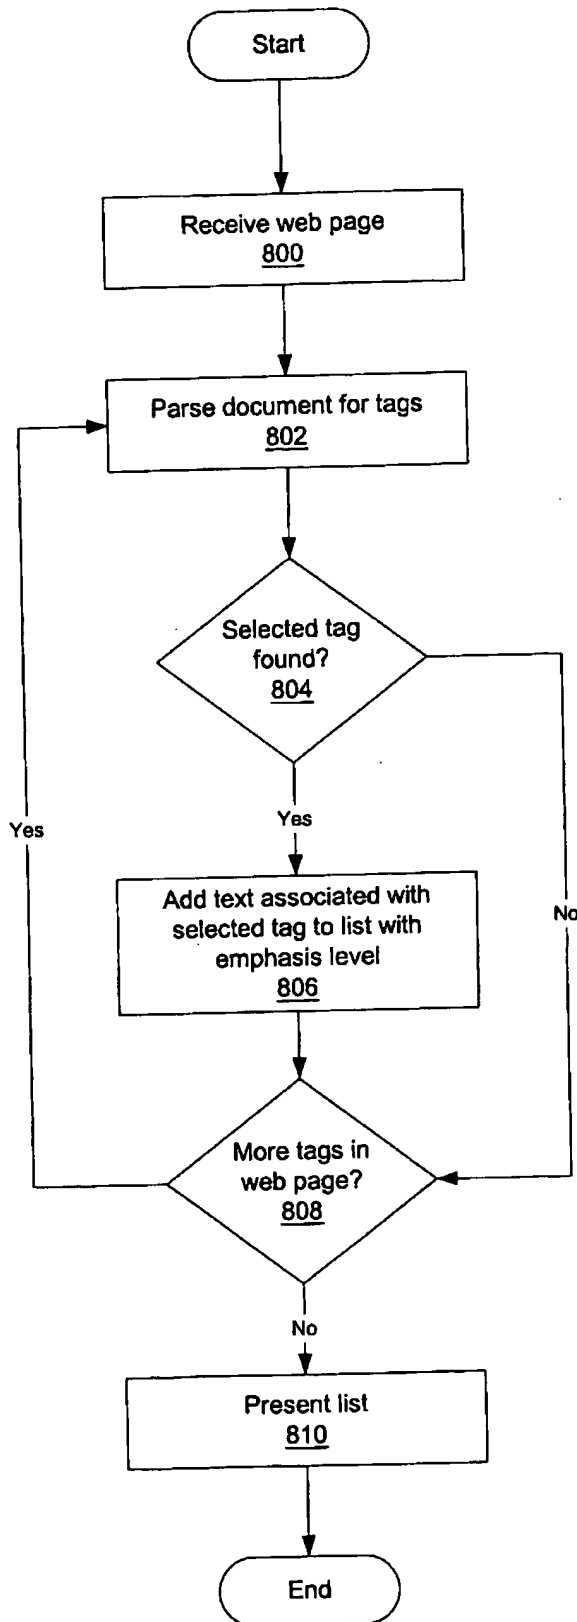 Start
Receive web page
800
Parse document for tags
802
Selected tag
found?
804
Yes
Yes
Add text associated with
selected tag to list with
emphasis level
806
No
More tags in
web page?
808
No
Present list
810
End